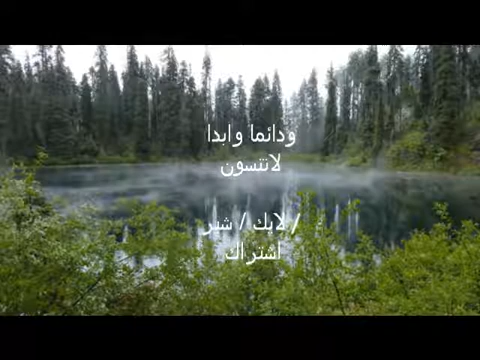 ودائما وابدا
لاتنسون
/ لايك / شير
اشتراك